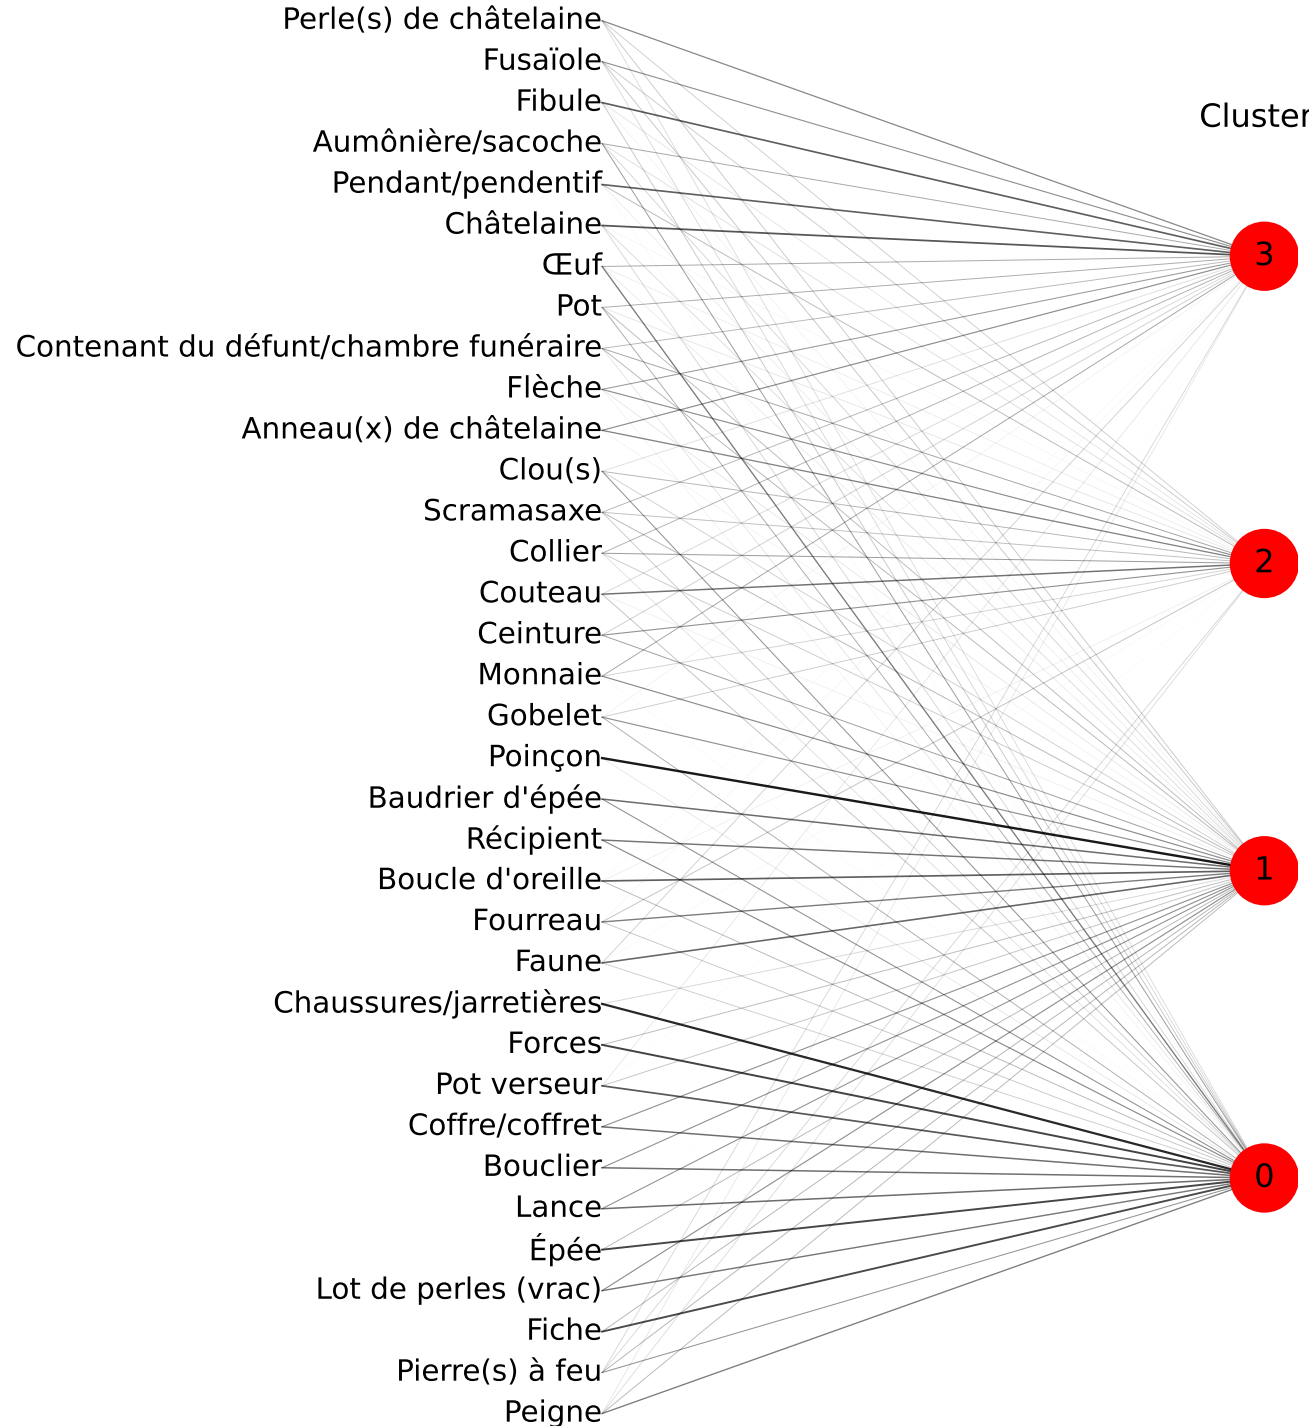 Perle(s) de châtelaine
Fusaïole
Fibule
Cluster
Aumônière/sacoche
Pendant/pendentif
Châtelaine
3
Œuf
Pot
Contenant du défunt/chambre funéraire
Flèche
Anneau(x) de châtelaine
Clou(s)
Scramasaxe
Collier
2
Couteau
Ceinture
Monnaie
Gobelet
Poinçon
Baudrier d'épée
Récipient
1
Boucle d'oreille
Fourreau
Faune
Chaussures/jarretières
Forces
Pot verseur
Coffre/coffret
Bouclier
0
Lance
Épée
Lot de perles (vrac)
Fiche
Pierre(s) à feu
Peigne